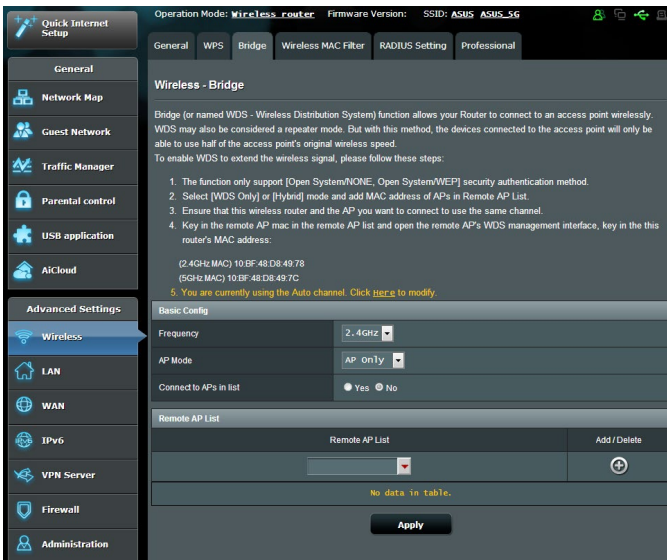 Operation Mode: Wireless router Firmware Version: SSID: ASUS ASUS_5G
Quick Internet
Setup
General
Network Map
Guest Network
Traffic Manager
Parental control
USB application
AiCloud
Advanced Settings
Wireless
LAN
WAN
IPv6
VPN Server
Firewall
Administration
General WPS Bridge Wireless MAC Filter RADIUS Setting Professional
Wireless - Bridge
Bridge (or named WDS - Wireless Distribution System) function allows your Router to connect to an access point wirelessly.
WDS may also be considered a repeater mode. But with this method, the devices connected to the access point will only be
able to use half of the access point's original wireless speed.
To enable WDS to extend the wireless signal, please follow these steps:
1. The function only support [Open System/NONE, Open System/WEP] security authentication method.
2. Select [WDS Only] or [Hybrid] mode and add MAC address of APs in Remote AP List.
3. Ensure that this wireless router and the AP you want to connect to use the same channel.
4. Key in the remote AP mac in the remote AP list and open the remote AP's WDS management interface, key in the this
router's MAC address:
(2.4GHz MAC) 10:BF:48:D8:49:78
(5GHz MAC) 10:BF:48:D8:49:7C
5. You are currently using the Auto channel. Click Here to modify.
Basic Config
Frequency 2.4GHz
AP Mode AP Only
Connect to APs in list Yes No
Remote AP List
Remote AP List Add / Delete
No data in table.
Apply